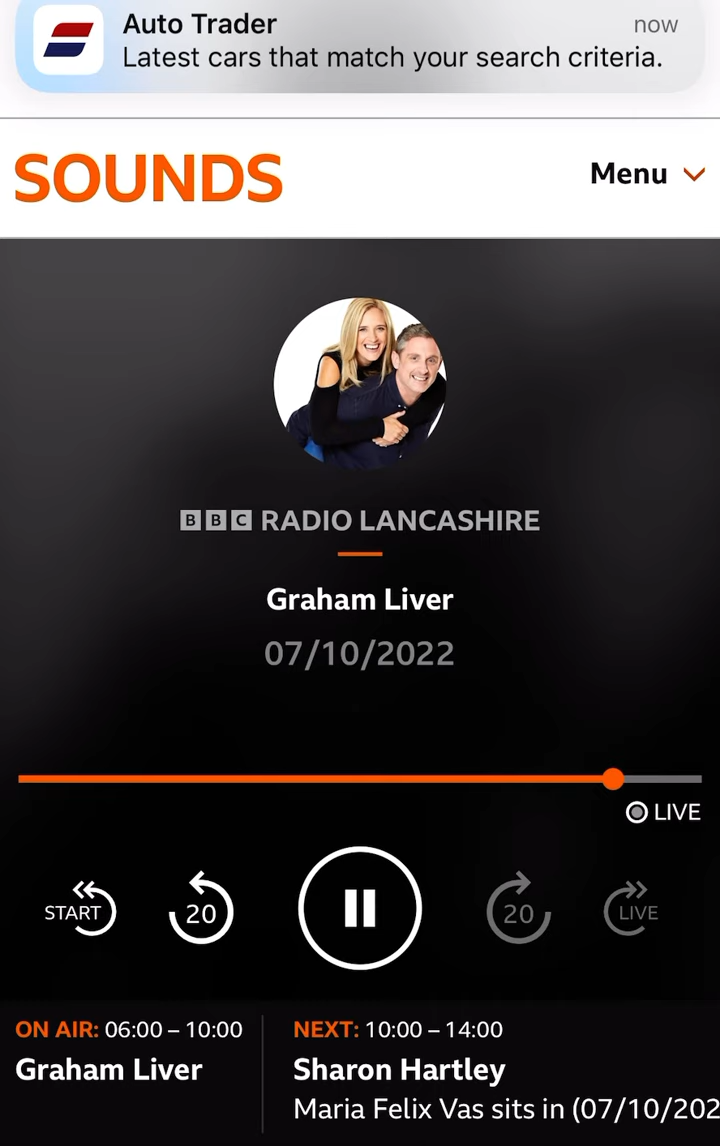 Auto Trader
now
Latest cars that match your search criteria.
SOUNDS
Menu
BBC RADIO LANCASHIRE
Graham Liver
07/10/2022
LIVE
START
20
20
LIVE
ON AIR: 06:00 – 10:00
Graham Liver
NEXT: 10:00 – 14:00
Sharon Hartley
Maria Felix Vas sits in (07/10/202